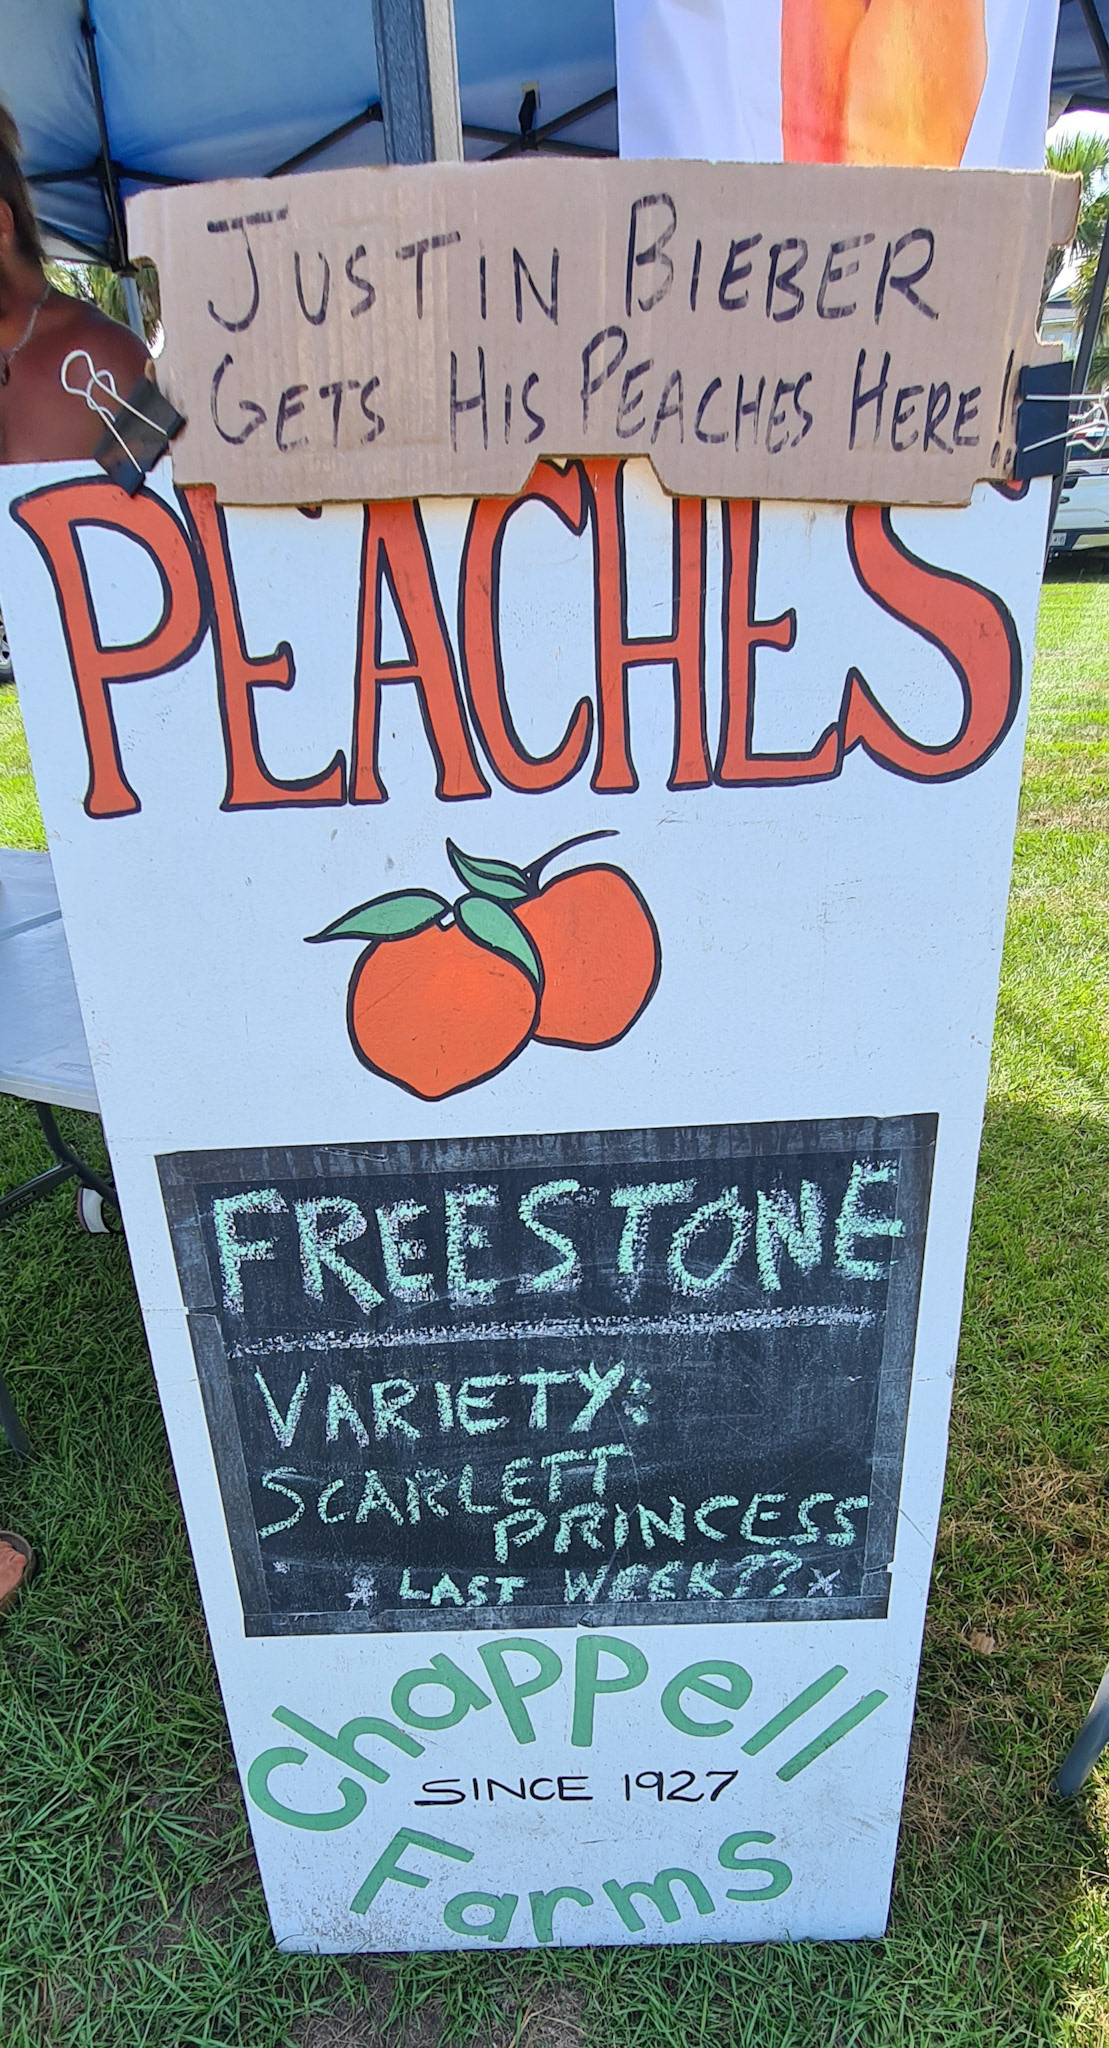 JUSTIN BIEBER
GETS HIS PEACHES HERE!!
PEACHES
FREESTONE
VARIETY:
SCARLETT
PRINCESS
* LAST WEEK?? *
Chappell
SINCE 1927
Farms